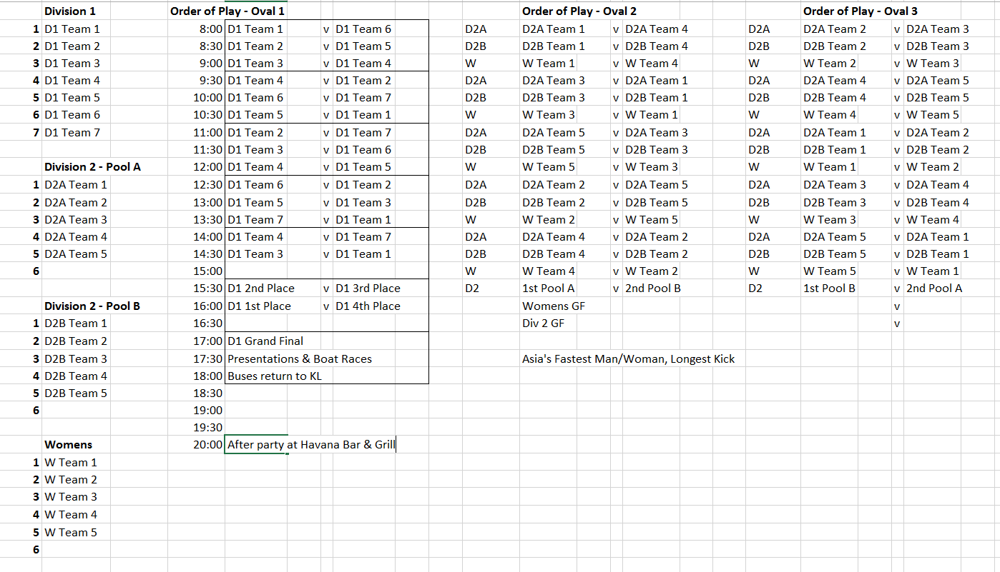 Division 1 Order of Play - Oval 1 Order of Play - Oval 2 Order of Play - Oval 3
1 D1 Team 1 8:00 D1 Team 1 v D1 Team 6 D2A D2A Team 1 v D2A Team 4 D2A D2A Team 2 v D2A Team 3
2 D1 Team 2 8:30 D1 Team 2 v D1 Team 5 D2B D2B Team 1 v D2B Team 4 D2B D2B Team 2 v D2B Team 3
3 D1 Team 3 9:00 D1 Team 3 v D1 Team 4 W W Team 1 v W Team 4 W W Team 2 v W Team 3
4 D1 Team 4 9:30 D1 Team 4 v D1 Team 2 D2A D2A Team 3 v D2A Team 1 D2A D2A Team 4 v D2A Team 5
5 D1 Team 5 10:00 D1 Team 6 v D1 Team 7 D2B D2B Team 3 v D2B Team 1 D2B D2B Team 4 v D2B Team 5
6 D1 Team 6 10:30 D1 Team 5 v D1 Team 1 W W Team 3 v W Team 1 W W Team 4 v W Team 5
7 D1 Team 7 11:00 D1 Team 2 v D1 Team 7 D2A D2A Team 5 v D2A Team 3 D2A D2A Team 1 v D2A Team 2
11:30 D1 Team 3 v D1 Team 6 D2B D2B Team 5 v D2B Team 3 D2B D2B Team 1 v D2B Team 2
Division 2 - Pool A 12:00 D1 Team 4 v D1 Team 5 W W Team 5 v W Team 3 W W Team 1 v W Team 2
1 D2A Team 1 12:30 D1 Team 6 v D1 Team 2 D2A D2A Team 2 v D2A Team 5 D2A D2A Team 3 v D2A Team 4
2 D2A Team 2 13:00 D1 Team 5 v D1 Team 3 D2B D2B Team 2 v D2B Team 5 D2B D2B Team 3 v D2B Team 4
3 D2A Team 3 13:30 D1 Team 7 v D1 Team 1 W W Team 2 v W Team 5 W W Team 3 v W Team 4
4 D2A Team 4 14:00 D1 Team 4 v D1 Team 7 D2A D2A Team 4 v D2A Team 2 D2A D2A Team 5 v D2A Team 1
5 D2A Team 5 14:30 D1 Team 3 v D1 Team 1 D2B D2B Team 4 v D2B Team 2 D2B D2B Team 5 v D2B Team 1
6 15:00 W W Team 4 v W Team 2 W W Team 5 v W Team 1
15:30 D1 2nd Place v D1 3rd Place D2 1st Pool A v 2nd Pool B D2 1st Pool B v 2nd Pool A
Division 2 - Pool B 16:00 D1 1st Place v D1 4th Place Womens GF v
1 D2B Team 1 16:30 Div 2 GF v
2 D2B Team 2 17:00 D1 Grand Final
3 D2B Team 3 17:30 Presentations & Boat Races Asia's Fastest Man/Woman, Longest Kick
4 D2B Team 4 18:00 Buses return to KL
5 D2B Team 5 18:30
6 19:00
19:30
Womens 20:00 After party at Havana Bar & Grill
1 W Team 1
2 W Team 2
3 W Team 3
4 W Team 4
5 W Team 5
6